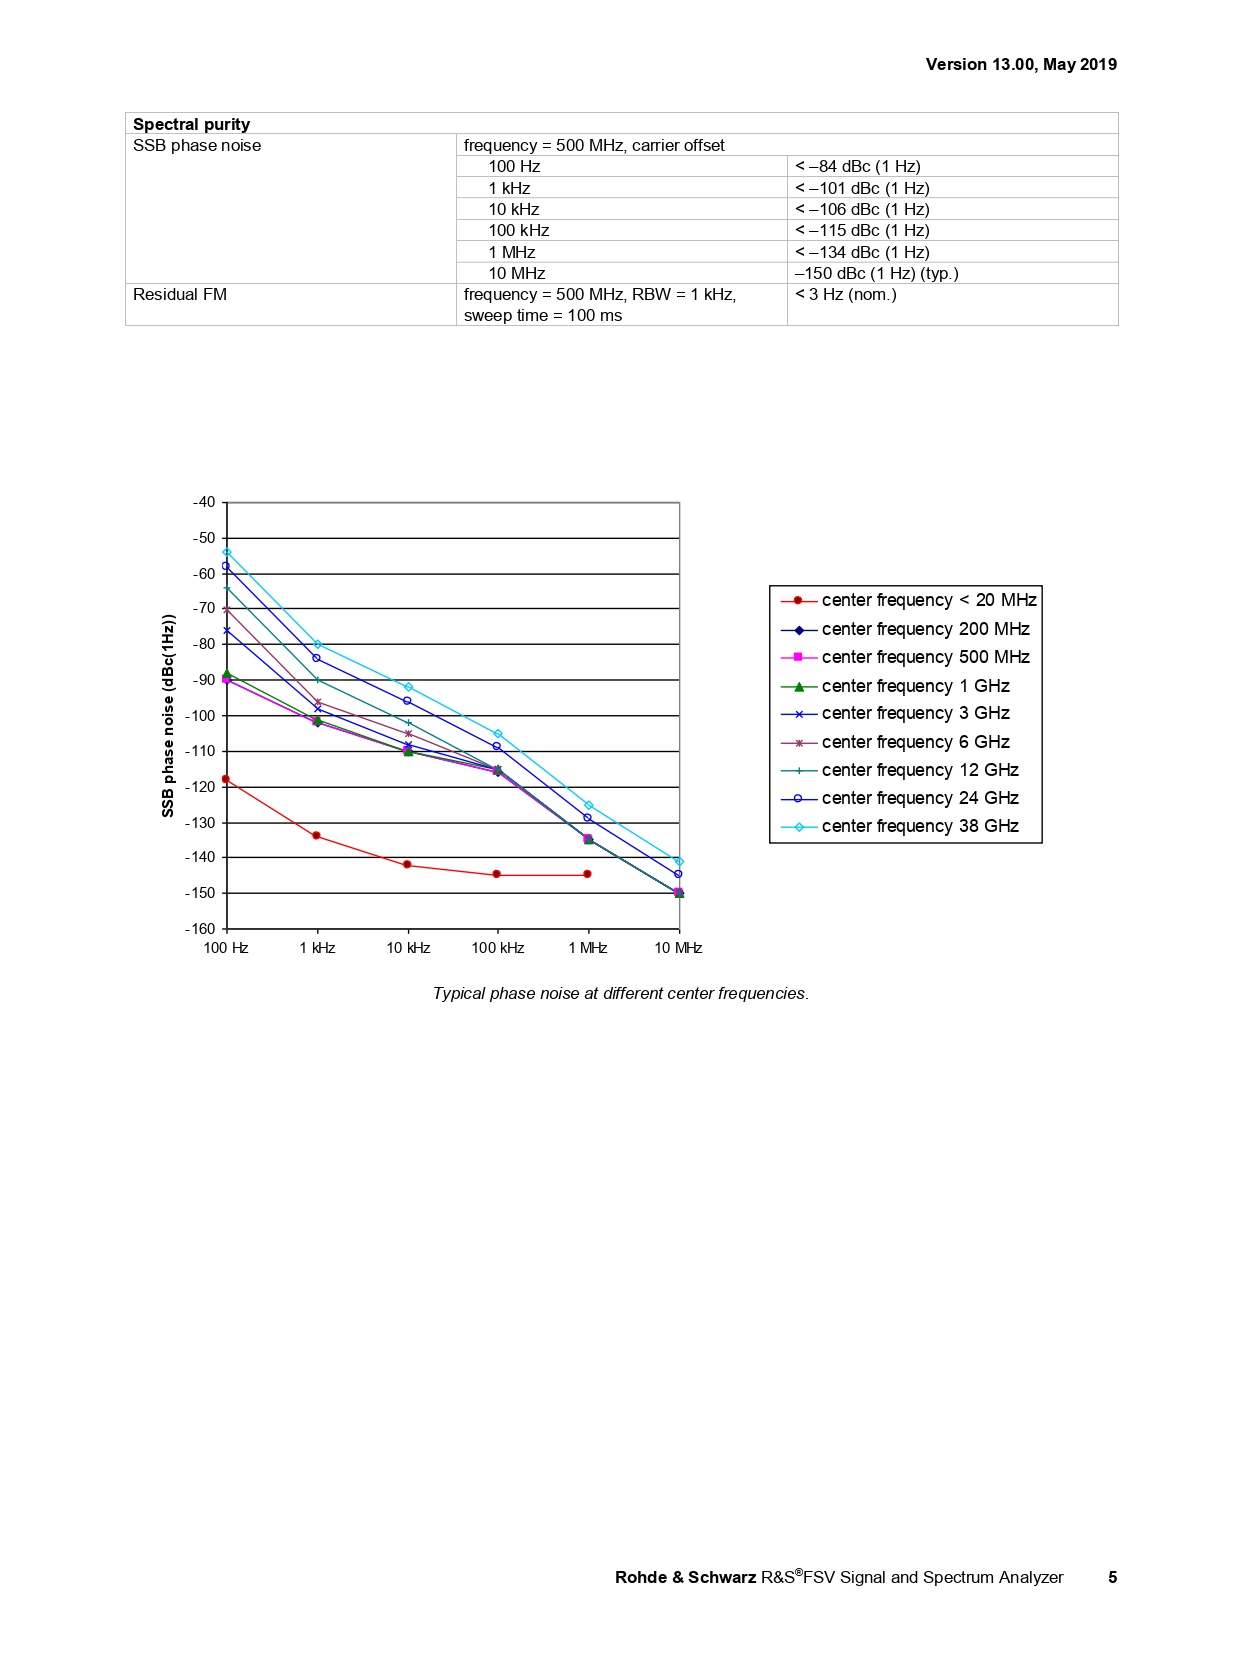 Version 13.00, May 2019
Spectral purity
SSB phase noise
frequency = 500 MHz, carrier offset
100 Hz
< –84 dBc (1 Hz)
1 kHz
< –101 dBc (1 Hz)
10 kHz
< –106 dBc (1 Hz)
100 kHz
< –115 dBc (1 Hz)
1 MHz
< –134 dBc (1 Hz)
10 MHz
–150 dBc (1 Hz) (typ.)
Residual FM
frequency = 500 MHz, RBW = 1 kHz,
sweep time = 100 ms
< 3 Hz (nom.)
SSB phase noise (dBc(1Hz))
-40
-50
-60
-70
-80
-90
-100
-110
-120
-130
-140
-150
-160
100 Hz
1 kHz
10 kHz
100 kHz
1 MHz
10 MHz
center frequency < 20 MHz
center frequency 200 MHz
center frequency 500 MHz
center frequency 1 GHz
center frequency 3 GHz
center frequency 6 GHz
center frequency 12 GHz
center frequency 24 GHz
center frequency 38 GHz
Typical phase noise at different center frequencies.
Rohde & Schwarz R&S®FSV Signal and Spectrum Analyzer 5